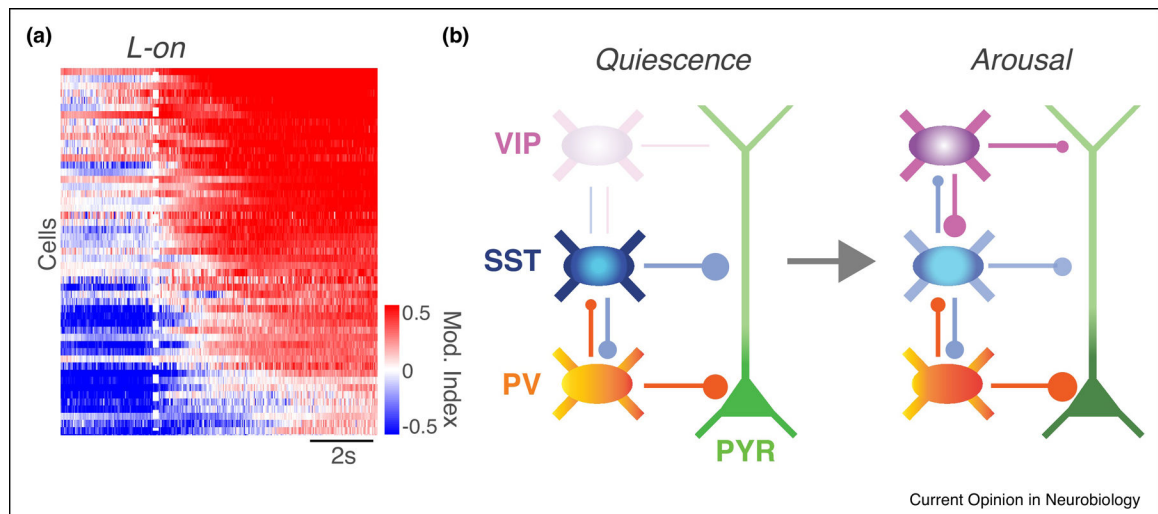 (a)
L-on
Cells
0.5
0
-0.5
Mod. Index
2s
(b)
Quiescence
Arousal
VIP
SST
PV
PYR
Current Opinion in Neurobiology